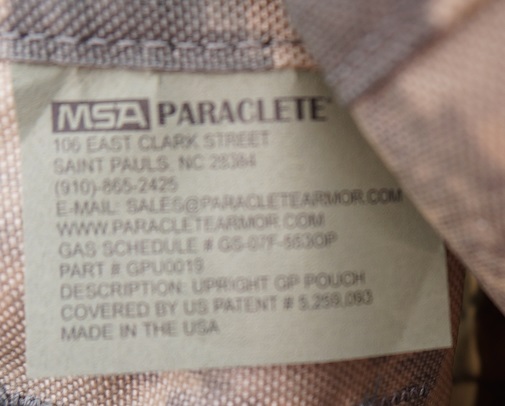 MSA PARACLETE
106 EAST CLARK STREET
SAINT PAULS, NC 28384
(910)-865-2425
E-MAIL: SALES@PARACLETEARMOR.COM
WWW.PARACLETEARMOR.COM
GAS SCHEDULE # GS-07F-5830P
PART # GPU0019
DESCRIPTION: UPRIGHT GP POUCH
COVERED BY US PATENT # 5,259,093
MADE IN THE USA